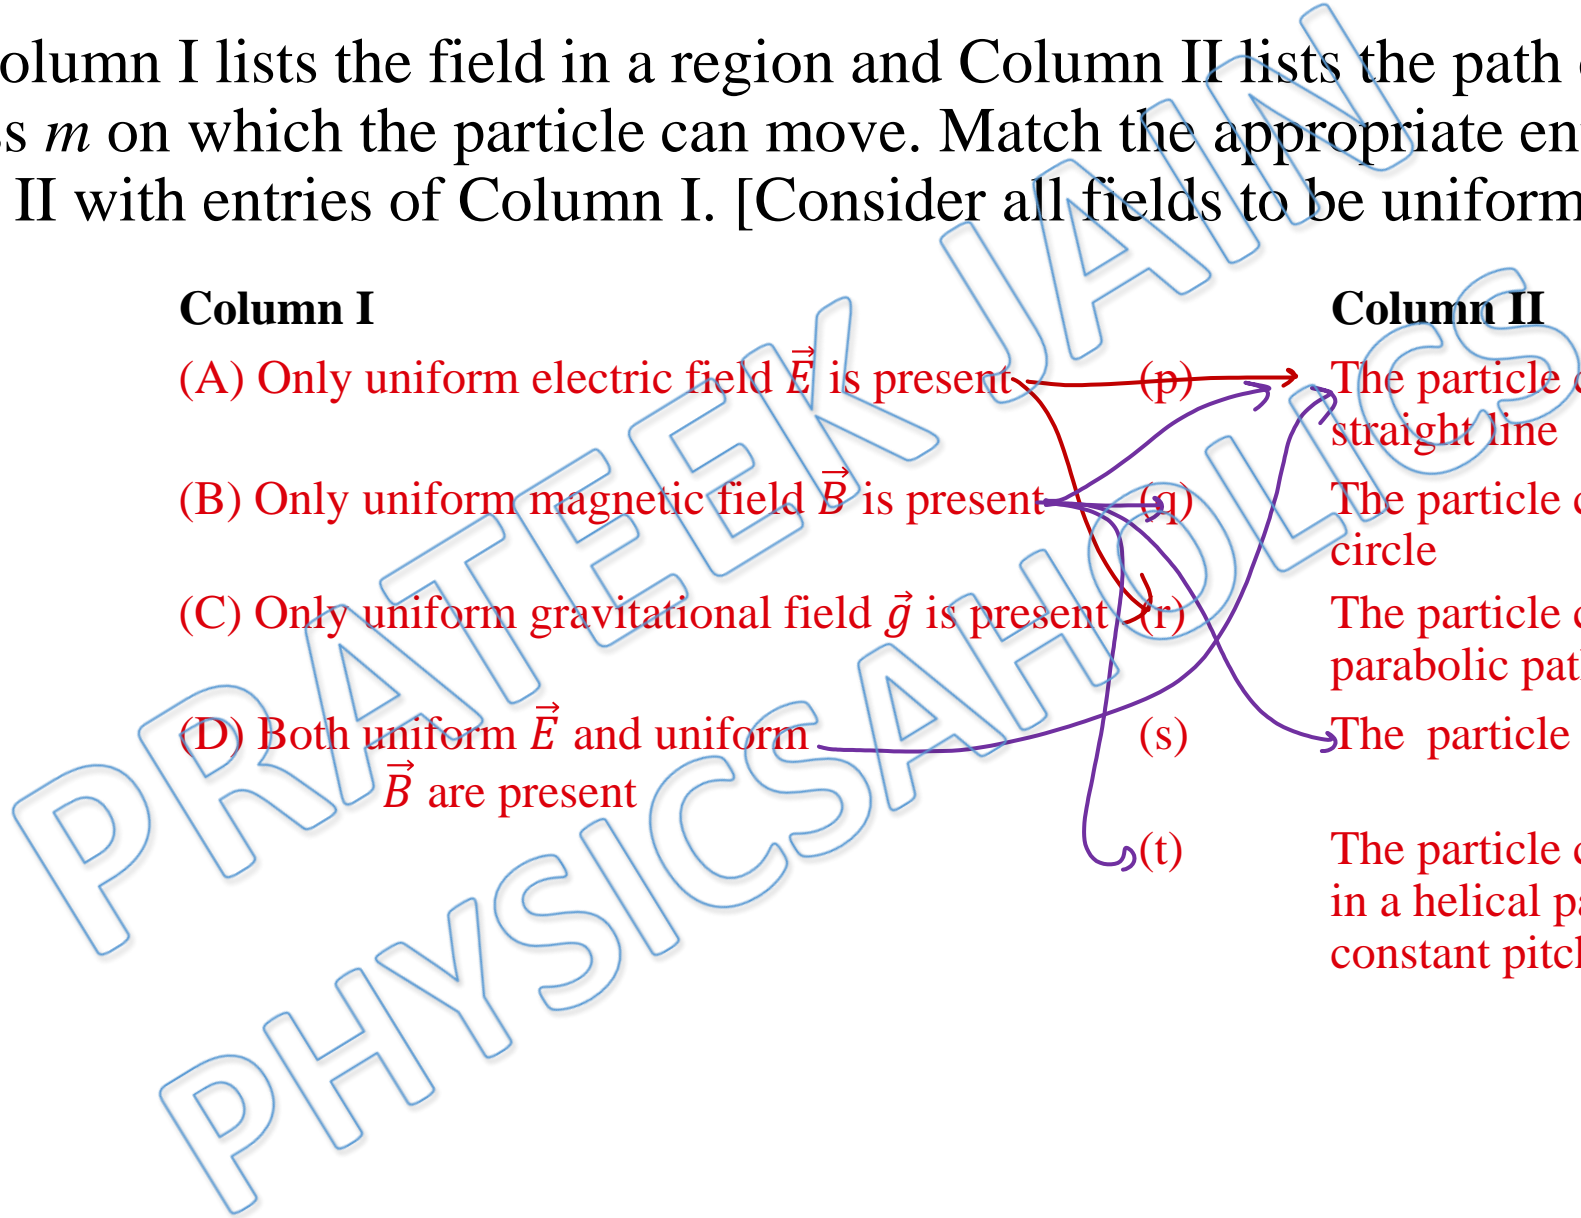 olumn I lists the field in a region and Column II lists the path
s m on which the particle can move. Match the appropriate
II with entries of Column I. [Consider all fields to be uniform
Column I Column II
(A) Only uniform electric field E⃗ is present (p) The particle
straight line
(B) Only uniform magnetic field B⃗ is present (q) The particle
circle
(C) Only uniform gravitational field g⃗ is present (r) The particle
parabolic
(D) Both uniform E⃗ and uniform (s) The particle
B⃗ are present
(t) The particle
in a helical
constant
PRATEEK JAIN
PHYSICSAHOLICS